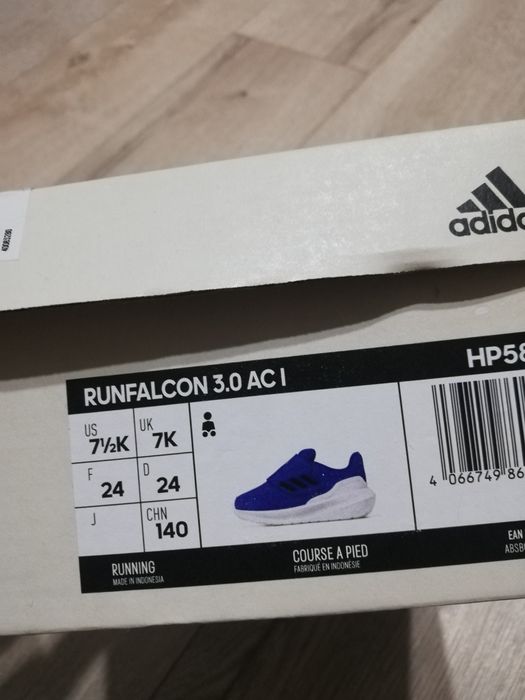 adidas
RUNFALCON 3.0 AC I
HP58
US
7½K
UK
7K
F
24
D
24
J
CHN
140
4 066749 86
RUNNING
MADE IN INDONESIA
COURSE A PIED
FABRIQUÉ EN INDONÉSIE
EAN